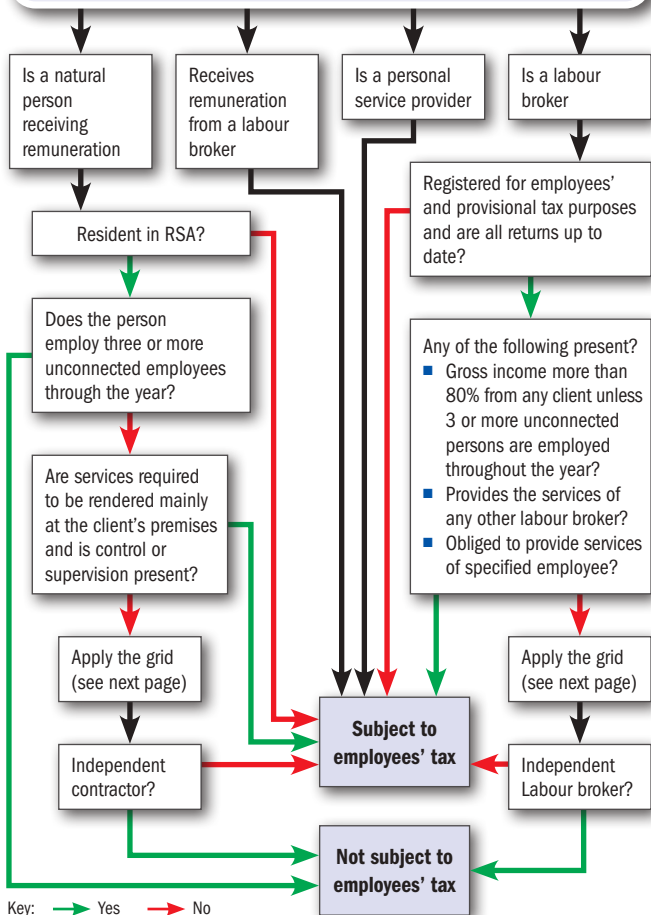 Is a natural
person
receiving
remuneration
Receives
remuneration
from a labour
broker
Is a personal
service provider
Is a labour
broker
Resident in RSA?
Registered for employees'
and provisional tax purposes
and are all returns up to
date?
Does the person
employ three or more
unconnected employees
through the year?
Any of the following present?
■ Gross income more than
80% from any client unless
3 or more unconnected
persons are employed
throughout the year?
■ Provides the services of
any other labour broker?
■ Obliged to provide services
of specified employee?
Are services required
to be rendered mainly
at the client's premises
and is control or
supervision present?
Apply the grid
(see next page)
Apply the grid
(see next page)
Subject to
employees' tax
Independent
contractor?
Independent
Labour broker?
Not subject to
employees' tax
Key: Yes No